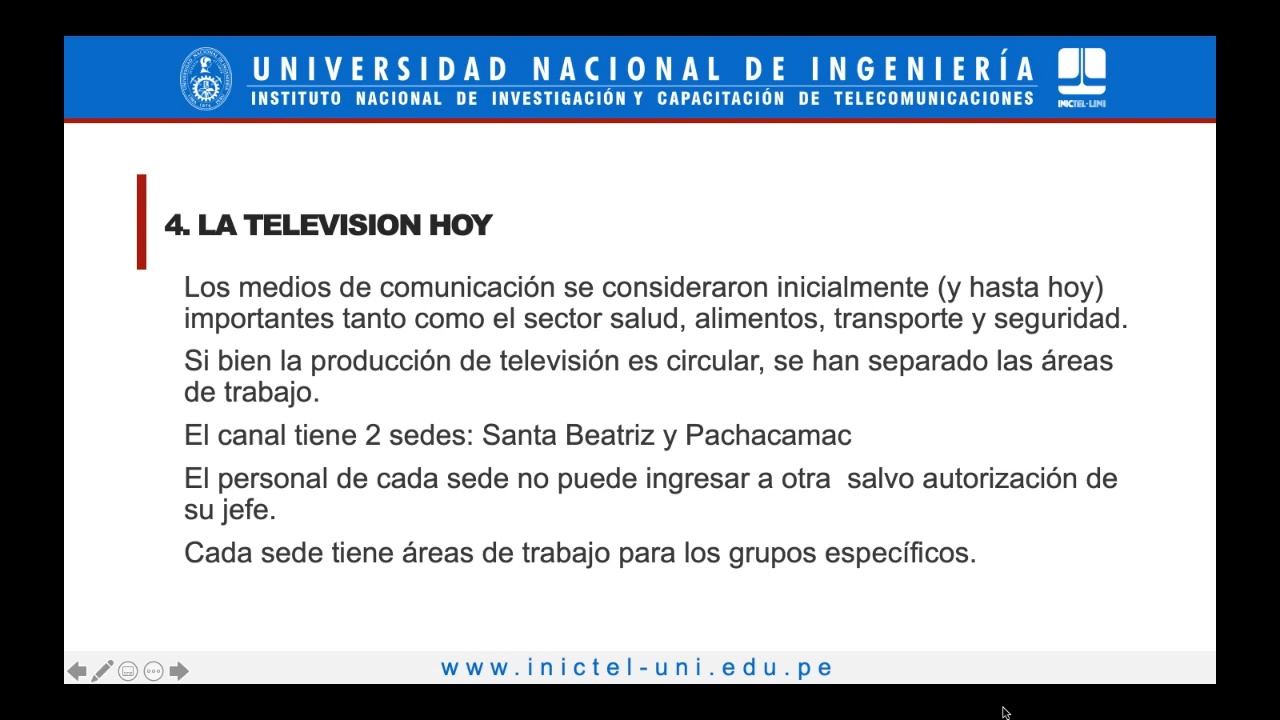 UNIVERSIDAD NACIONAL DE INGENIERÍA
INSTITUTO NACIONAL DE INVESTIGACIÓN Y CAPACITACIÓN DE TELECOMUNICACIONES
INICTEL-UNI
4. LA TELEVISION HOY
Los medios de comunicación se consideraron inicialmente (y hasta hoy)
importantes tanto como el sector salud, alimentos, transporte y seguridad.
Si bien la producción de televisión es circular, se han separado las áreas
de trabajo.
El canal tiene 2 sedes: Santa Beatriz y Pachacamac
El personal de cada sede no puede ingresar a otra  salvo autorización de
su jefe.
Cada sede tiene áreas de trabajo para los grupos específicos.
www.inictel-uni.edu.pe